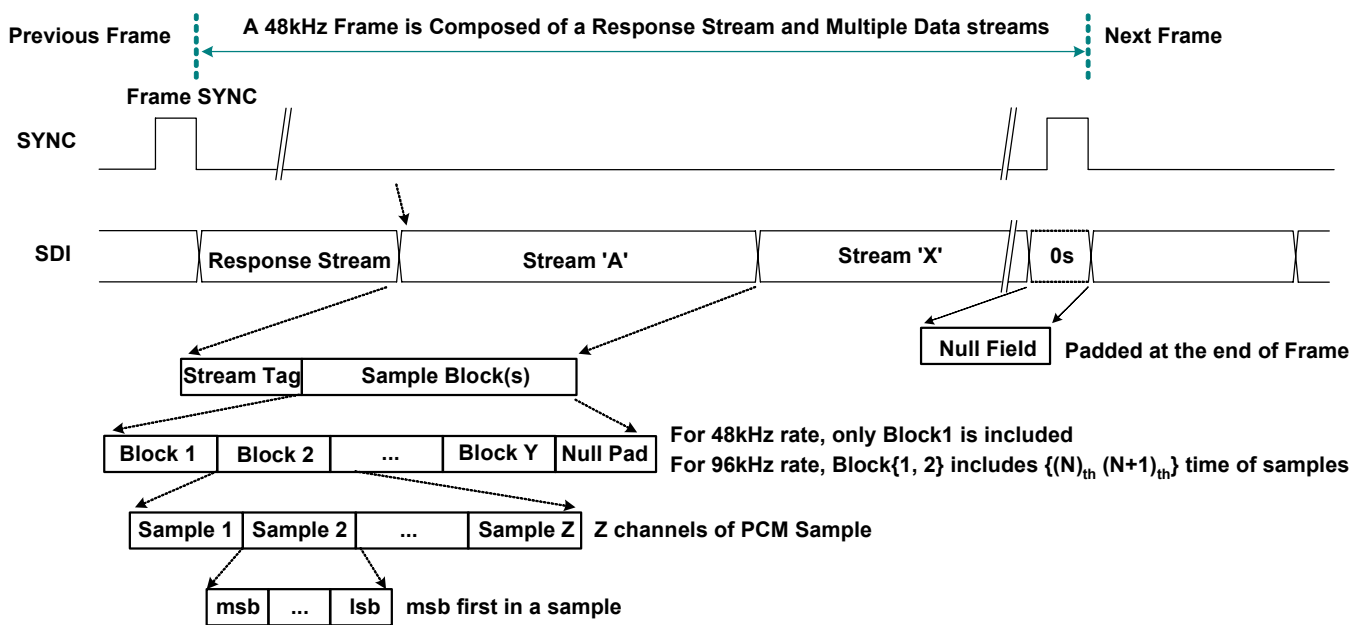 A 48kHz Frame is Composed of a Response Stream and Multiple Data streams
Previous Frame
Next Frame
Frame SYNC
SYNC
SDI
Response Stream
Stream 'A'
Stream 'X'
0s
Null Field
Padded at the end of Frame
Stream Tag
Sample Block(s)
Block 1
Block 2
...
Block Y
Null Pad
For 48kHz rate, only Block1 is included
For 96kHz rate, Block{1, 2} includes {(N)th (N+1)th} time of samples
Sample 1
Sample 2
...
Sample Z
Z channels of PCM Sample
msb
...
lsb
msb first in a sample